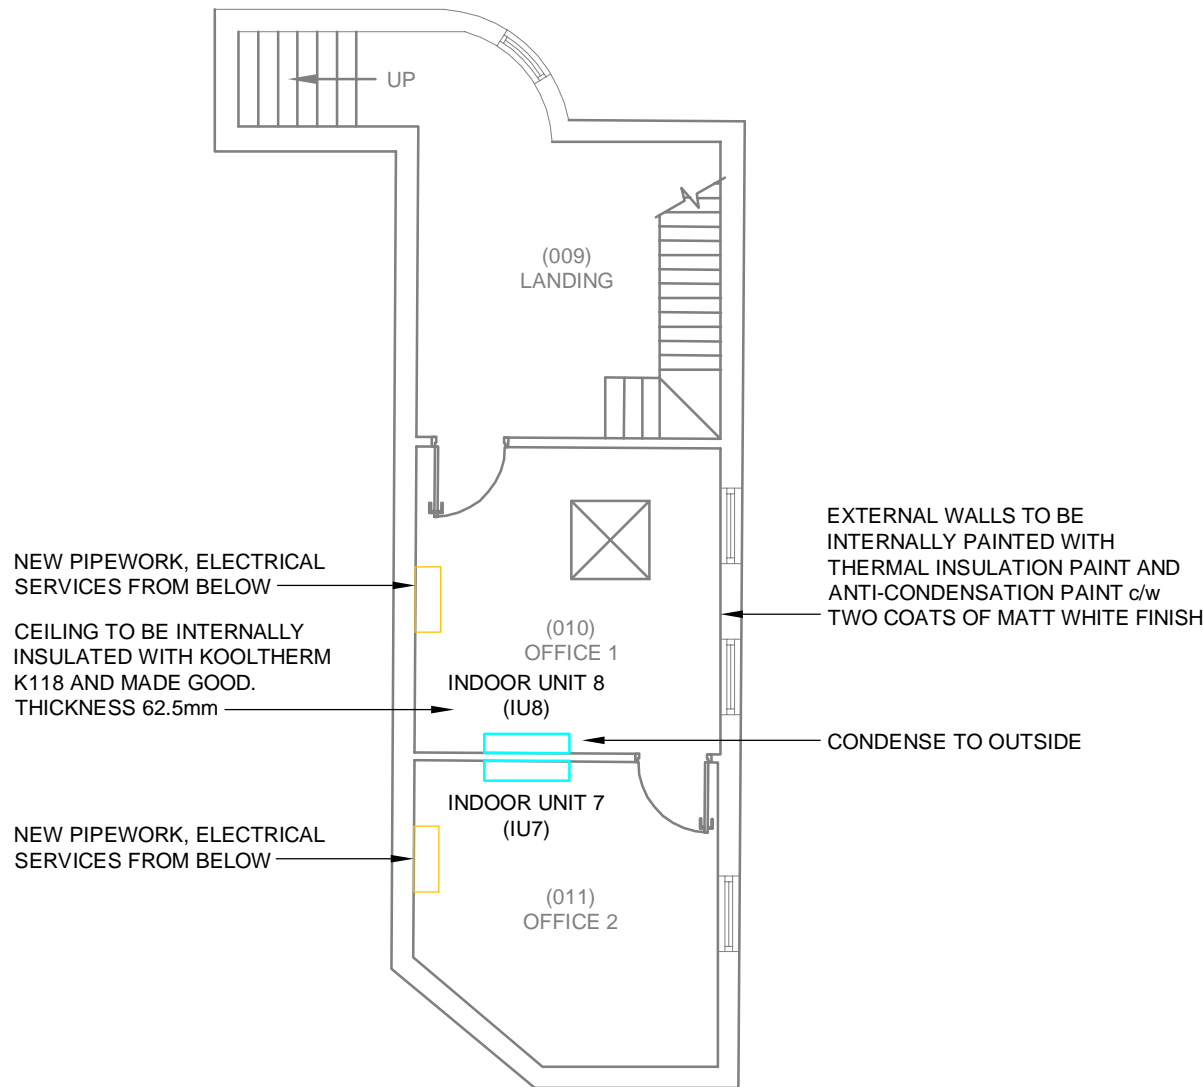 UP
(009)
LANDING
EXTERNAL WALLS TO BE
INTERNALLY PAINTED WITH
THERMAL INSULATION PAINT AND
ANTI-CONDENSATION PAINT c/w
TWO COATS OF MATT WHITE FINISH
NEW PIPEWORK, ELECTRICAL
SERVICES FROM BELOW
CEILING TO BE INTERNALLY
INSULATED WITH KOOLTHERM
K118 AND MADE GOOD.
THICKNESS 62.5mm
(010)
OFFICE 1
INDOOR UNIT 8
(IU8)
CONDENSE TO OUTSIDE
INDOOR UNIT 7
(IU7)
NEW PIPEWORK, ELECTRICAL
SERVICES FROM BELOW
(011)
OFFICE 2